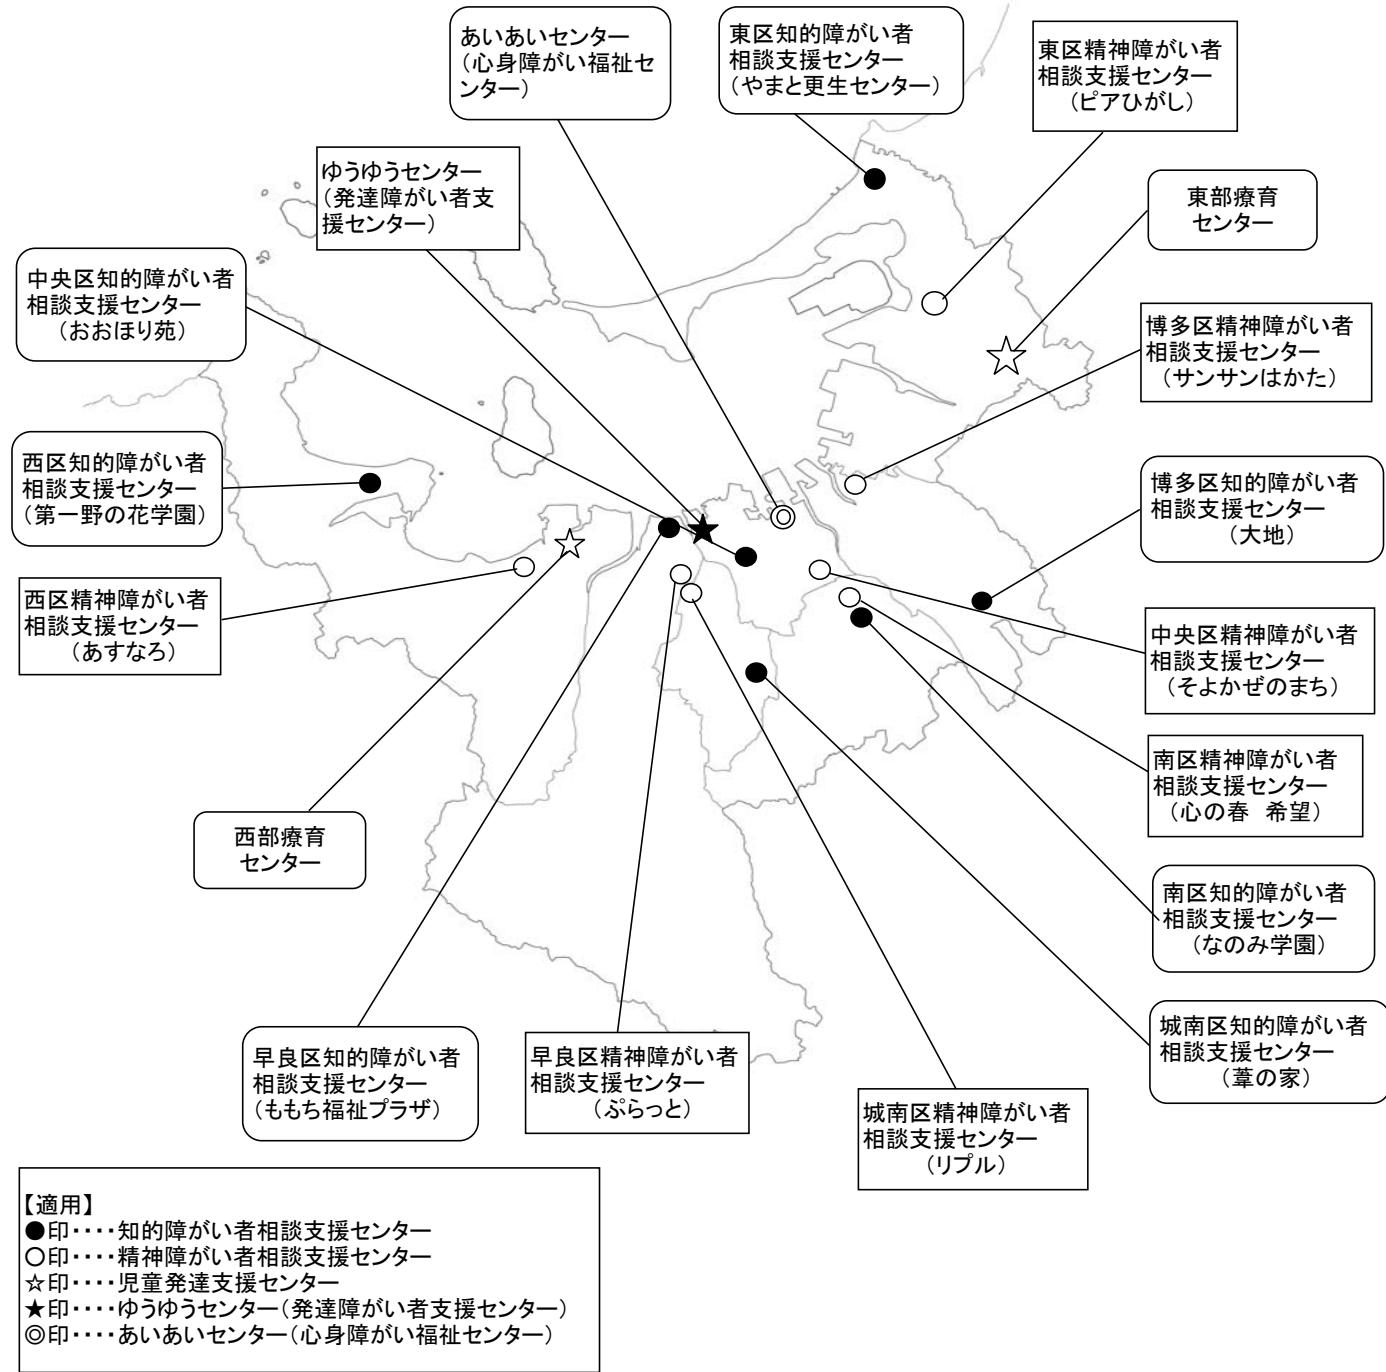 あいあいセンター
(心身障がい福祉セ
ンター)
東区知的障がい者
相談支援センター
(やまと更生センター)
東区精神障がい者
相談支援センター
(ピアひがし)
ゆうゆうセンター
(発達障がい者支
援センター)
東部療育
センター
中央区知的障がい者
相談支援センター
(おおほり苑)
博多区精神障がい者
相談支援センター
(サンサンはかた)
西区知的障がい者
相談支援センター
(第一野の花学園)
博多区知的障がい者
相談支援センター
(大地)
西区精神障がい者
相談支援センター
(あすなろ)
中央区精神障がい者
相談支援センター
(そよかぜのまち)
南区精神障がい者
相談支援センター
(心の春 希望)
西部療育
センター
南区知的障がい者
相談支援センター
(なのみ学園)
城南区知的障がい者
相談支援センター
(葦の家)
早良区知的障がい者
相談支援センター
(ももち福祉プラザ)
早良区精神障がい者
相談支援センター
(ぷらっと)
城南区精神障がい者
相談支援センター
(リプル)
【適用】
●印････知的障がい者相談支援センター
○印････精神障がい者相談支援センター
☆印････児童発達支援センター
★印････ゆうゆうセンター(発達障がい者支援センター)
◎印････あいあいセンター(心身障がい福祉センター)